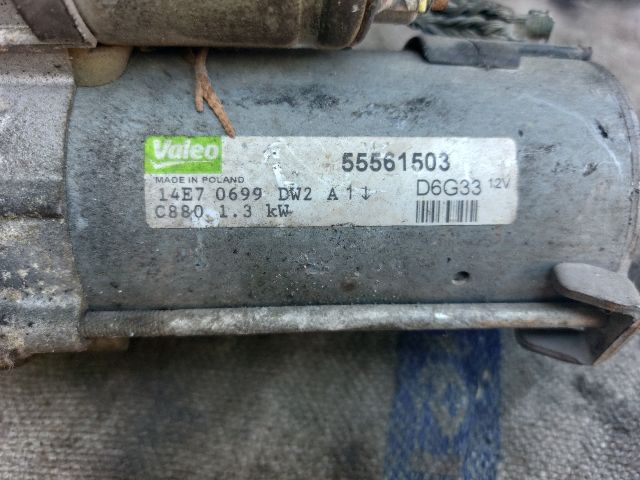 Valeo
55561503
MADE IN POLAND
14E7 0699 DW2 A↑↓
D6G33 12V
C880 1.3 kW